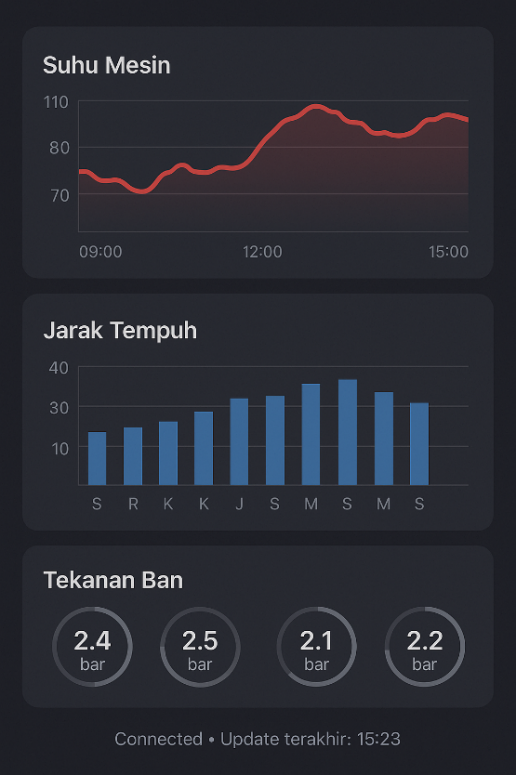 Suhu Mesin
110
80
70
09:00 12:00 15:00
Jarak Tempuh
40
30
10
S R K K J S M S M S
Tekanan Ban
2.4 2.5 2.1 2.2
bar bar bar bar
Connected • Update terakhir: 15:23